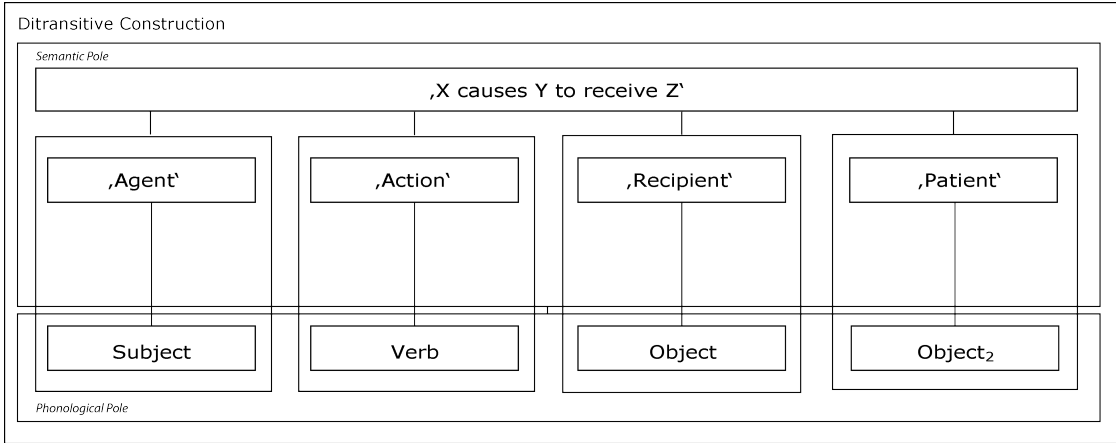 Ditransitive Construction
Semantic Pole
‚X causes Y to receive Z‘
‚Agent‘ ‚Action‘ ‚Recipient‘ ‚Patient‘
Subject Verb Object Object₂
Phonological Pole